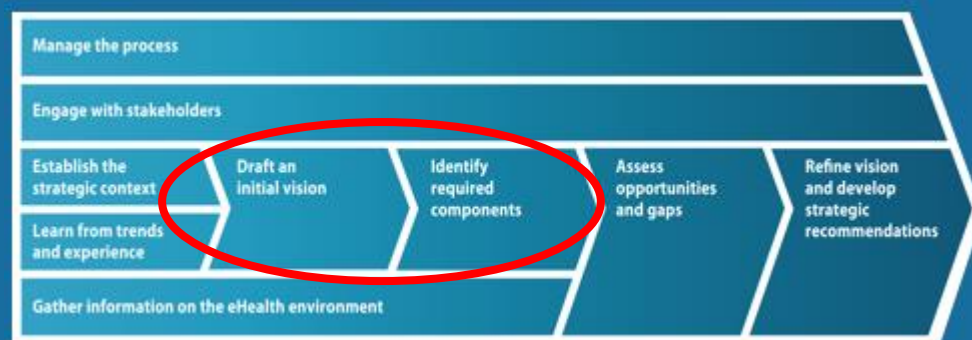 Manage the process
Engage with stakeholders
Establish the
strategic context
Learn from trends
and experience
Draft an
initial vision
Identify
required
components
Assess
opportunities
and gaps
Refine vision
and develop
strategic
recommendations
Gather information on the eHealth environment